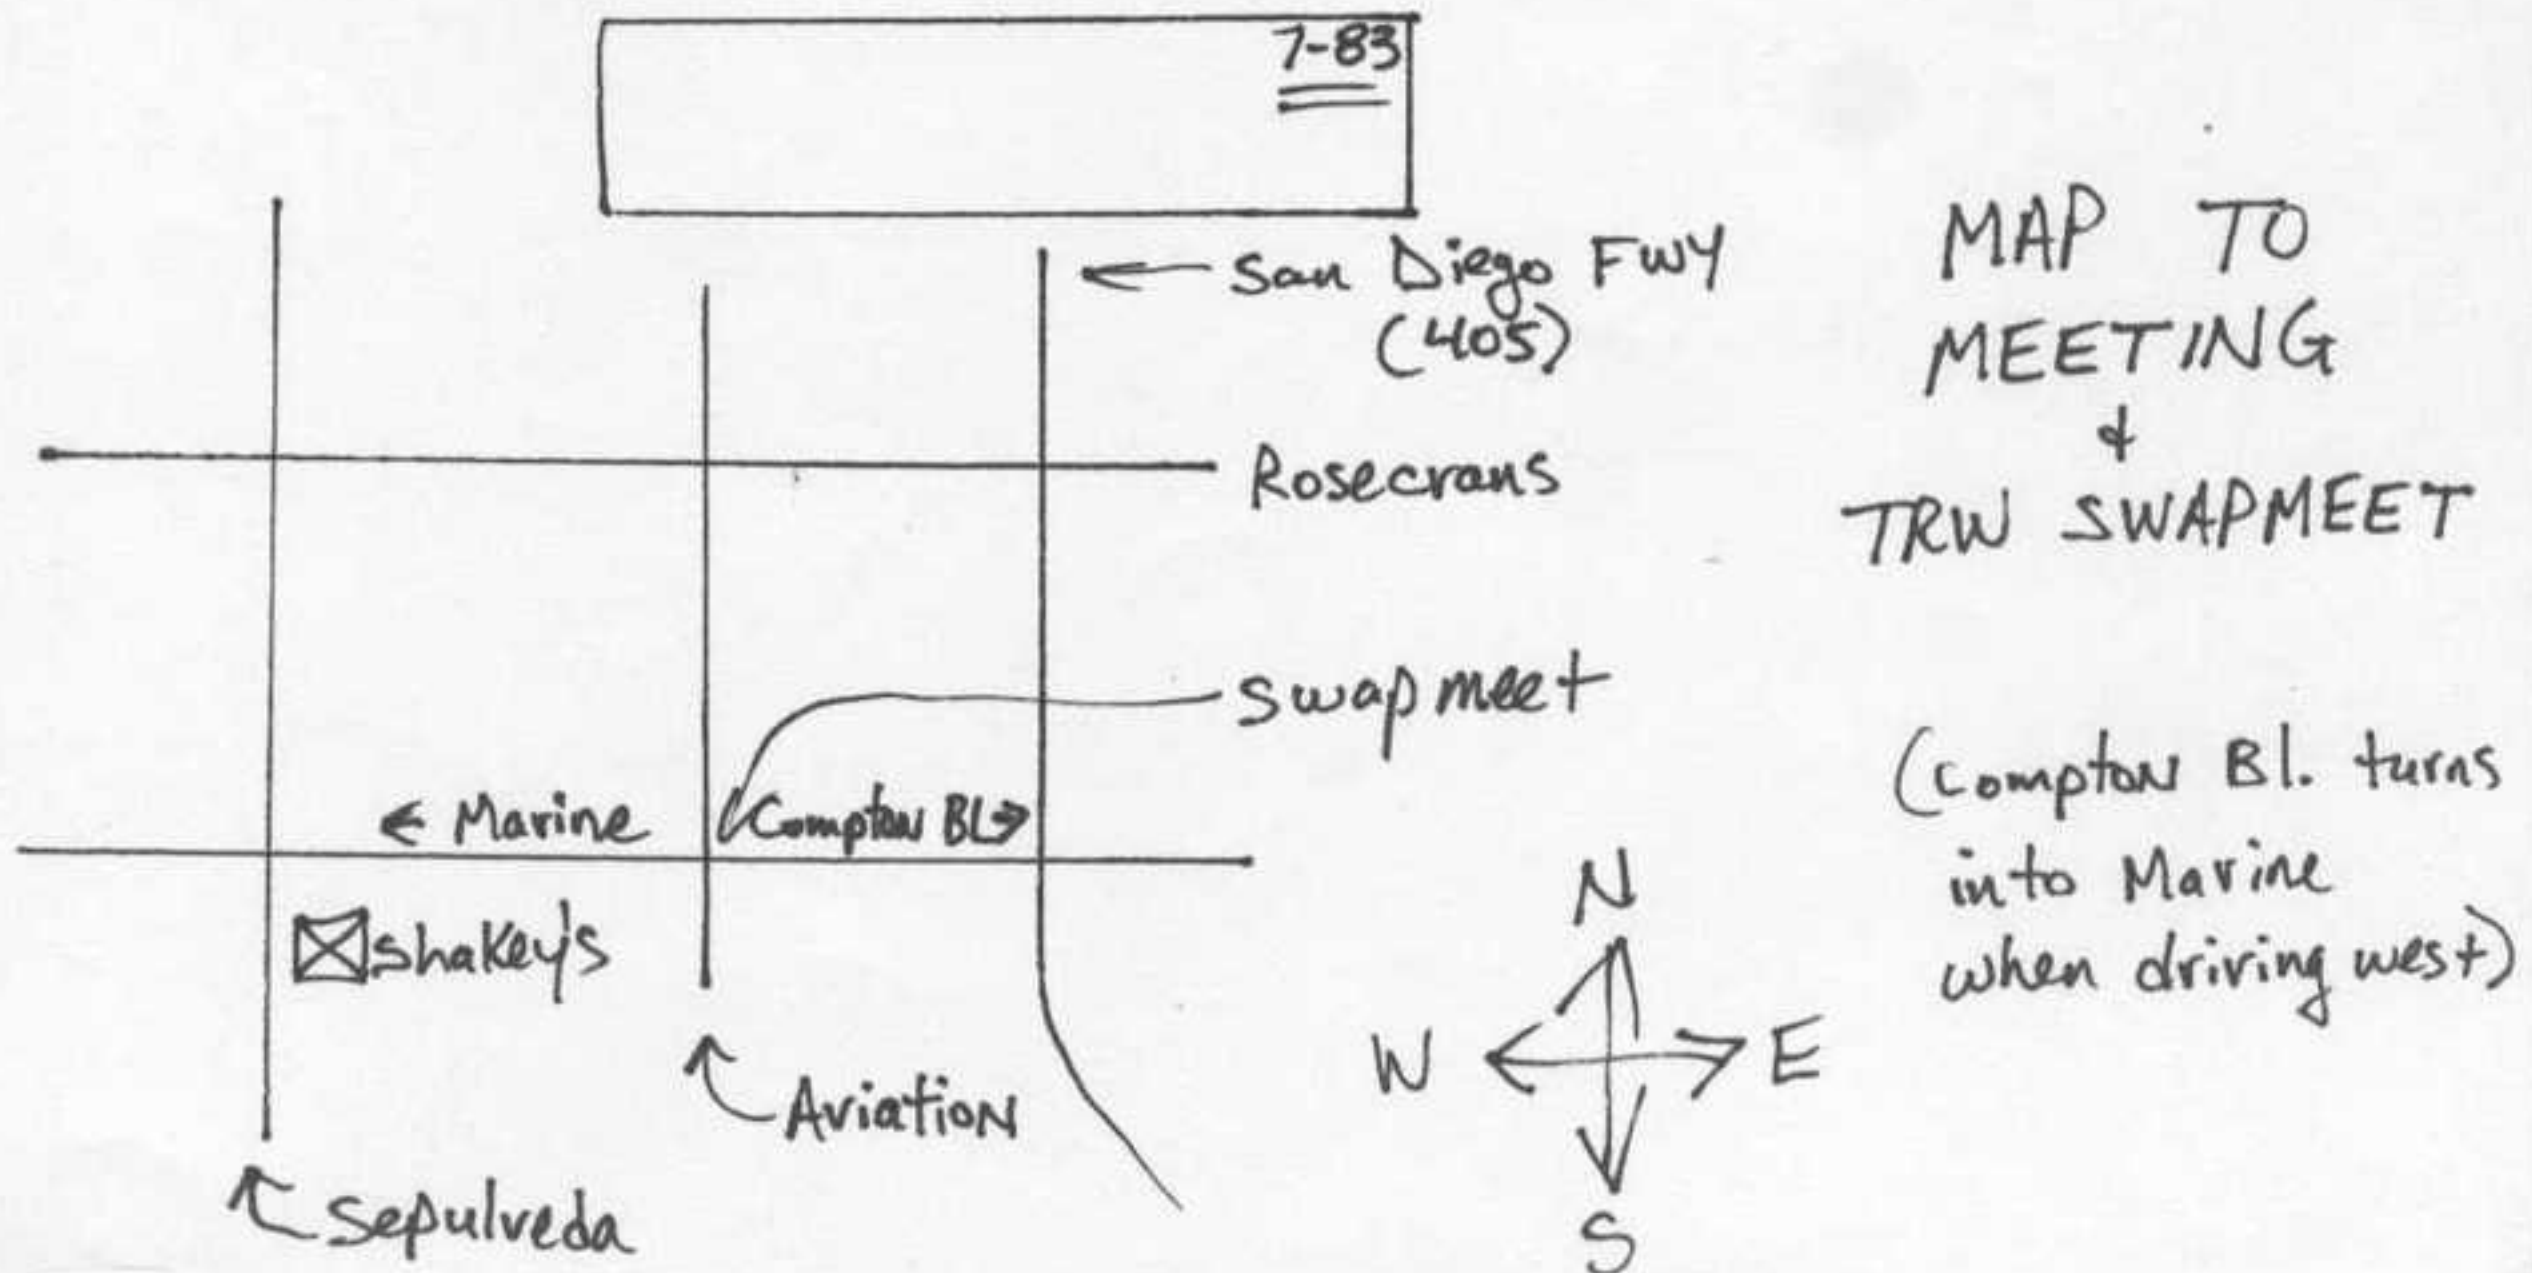 7-83
San Diego FWY
(405)
MAP TO
MEETING
&
TRW SWAPMEET
Rosecrans
Swap meet
← Marine
Compton BL→
(Compton Bl. turns
into Marine
when driving west)
Shakey's
Aviation
Sepulveda
N
W
E
S